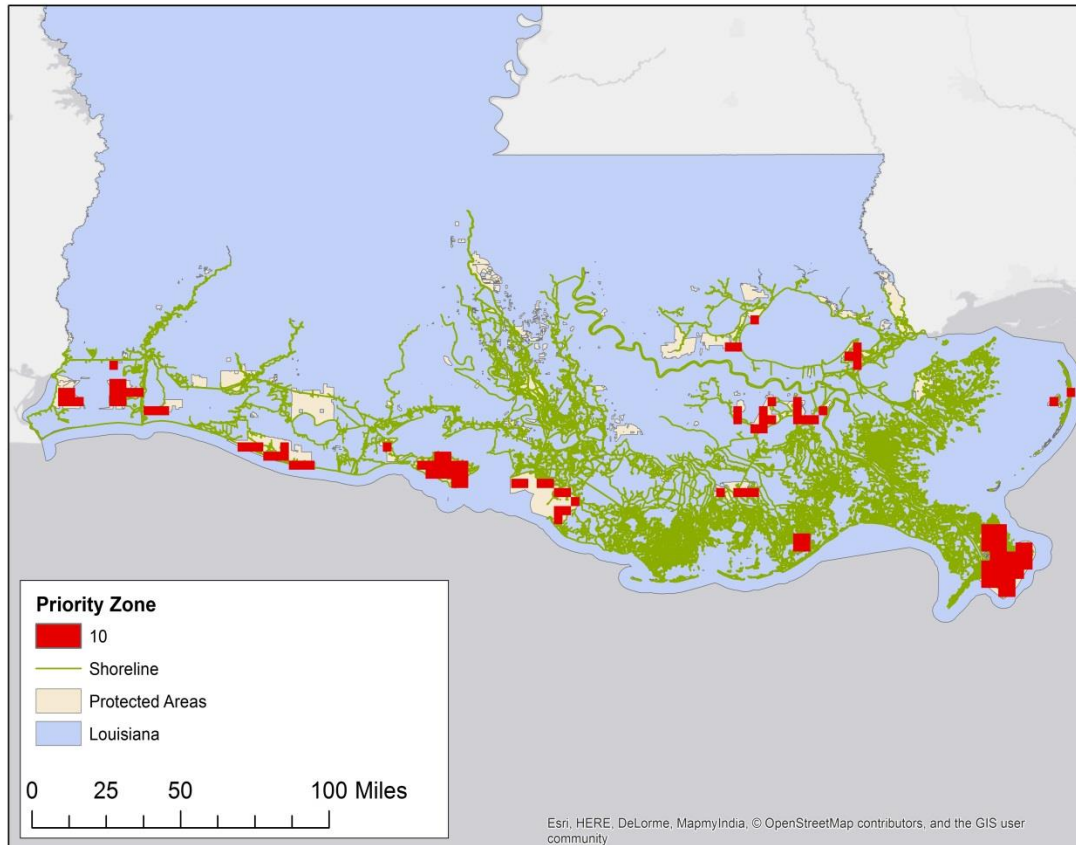 Priority Zone
10
Shoreline
Protected Areas
Louisiana
0 25 50 100 Miles
Esri, HERE, DeLorme, MapmyIndia, © OpenStreetMap contributors, and the GIS user
community